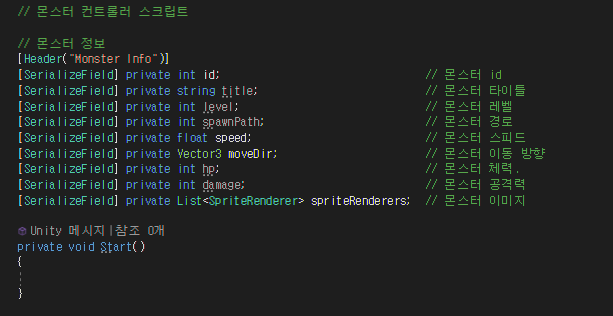 // 몬스터 컨트롤러 스크립트
// 몬스터 정보
[Header("Monster Info")]
[SerializeField] private int id; // 몬스터 id
[SerializeField] private string title; // 몬스터 타이틀
[SerializeField] private int level; // 몬스터 레벨
[SerializeField] private int spawnPath; // 몬스터 경로
[SerializeField] private float speed; // 몬스터 스피드
[SerializeField] private Vector3 moveDir; // 몬스터 이동 방향
[SerializeField] private int hp; // 몬스터 체력.
[SerializeField] private int damage; // 몬스터 공격력
[SerializeField] private List<SpriteRenderer> spriteRenderers; // 몬스터 이미지
Unity 메시지|참조 0개
private void Start()
{
}